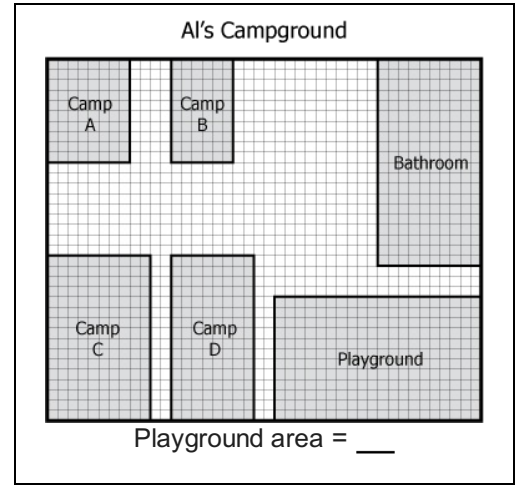 Al's Campground
Camp
A
Camp
B
Bathroom
Camp
C
Camp
D
Playground
Playground area = __